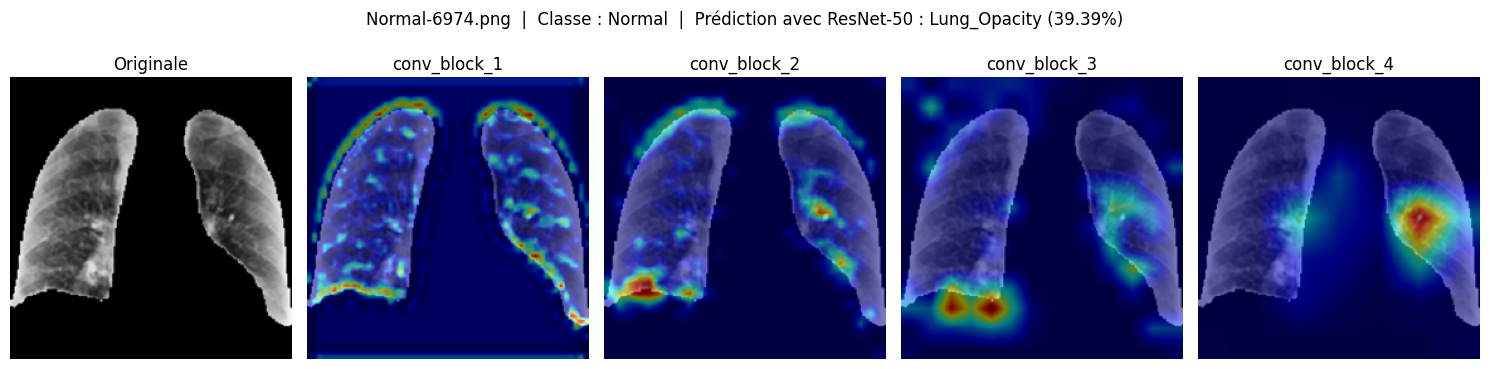 Normal-6974.png | Classe : Normal | Prédiction avec ResNet-50 : Lung_Opacity (39.39%)
Originale
conv_block_1
conv_block_2
conv_block_3
conv_block_4